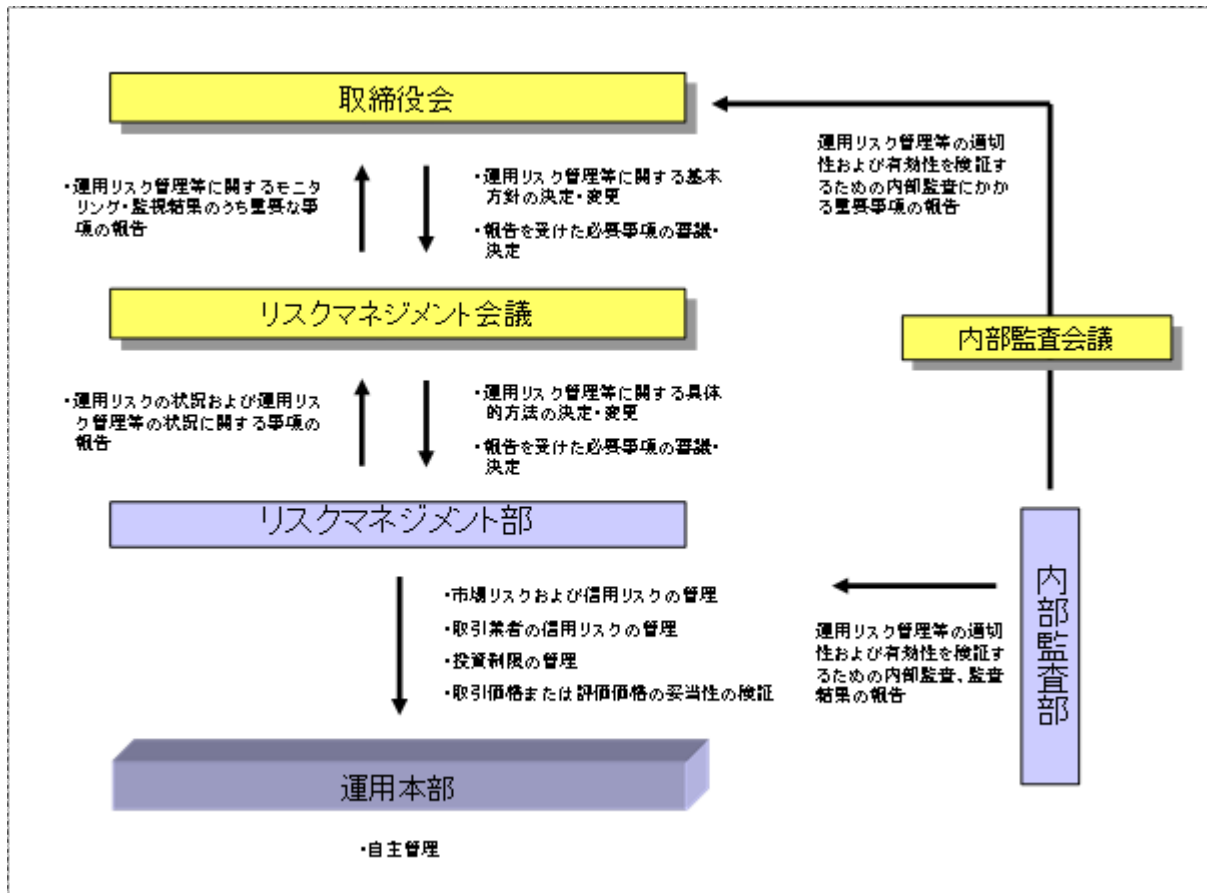 取締役会
・運用リスク管理等に関するモニタ
リング・監視結果のうち重要な事
項の報告
・運用リスク管理等に関する基本
方針の決定・変更
・報告を受けた必要事項の審議・
決定
運用リスク管理等の適切
性および有効性を検証す
るための内部監査にかか
る重要事項の報告
リスクマネジメント会議
内部監査会議
・運用リスクの状況および運用リス
ク管理等の状況に関する事項の
報告
・運用リスク管理等に関する具体
的方法の決定・変更
・報告を受けた必要事項の審議・
決定
リスクマネジメント部
内部監査部
・市場リスクおよび信用リスクの管理
・取引業者の信用リスクの管理
・投資制限の管理
・取引価格または評価価格の妥当性の検証
運用リスク管理等の適切
性および有効性を検証す
るための内部監査、監査
結果の報告
運用本部
・自主管理